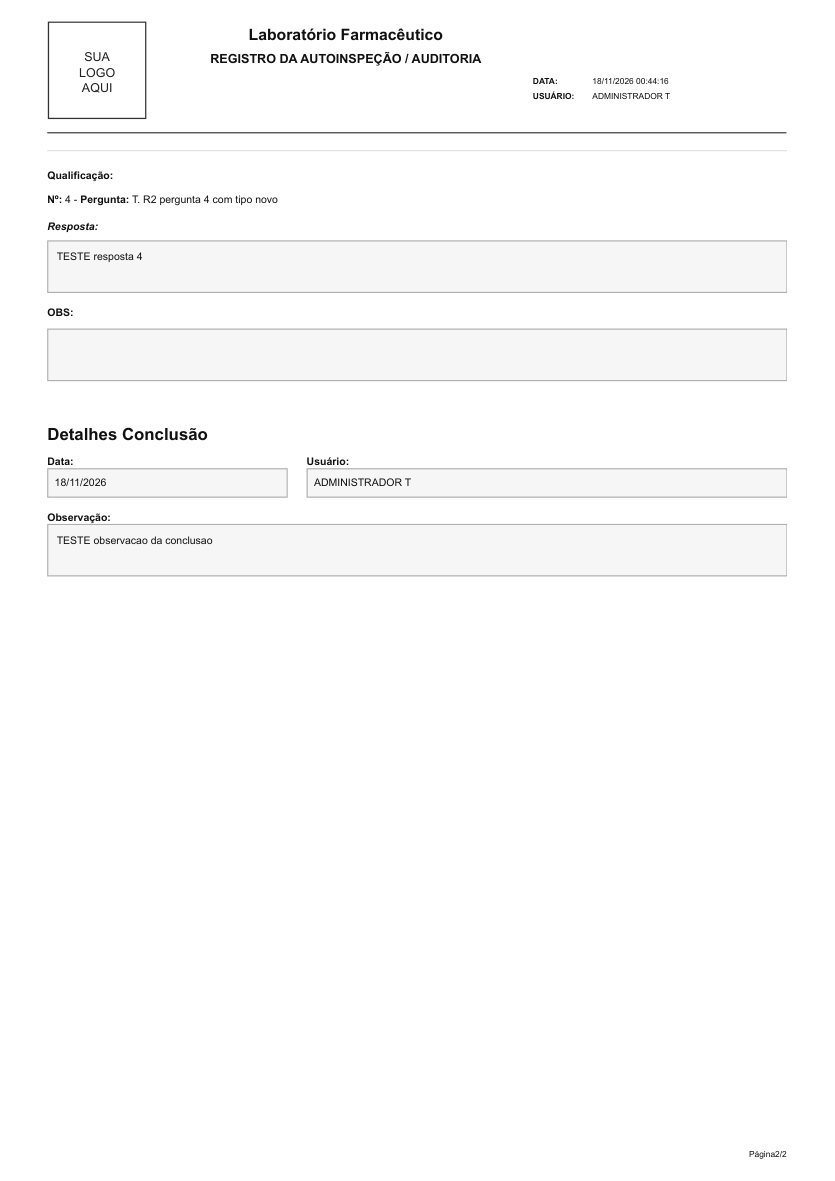 SUA
LOGO
AQUI
Laboratório Farmacêutico
REGISTRO DA AUTOINSPEÇÃO / AUDITORIA
DATA: 18/11/2026 00:44:16
USUÁRIO: ADMINISTRADOR T
Qualificação:
Nº: 4 - Pergunta: T. R2 pergunta 4 com tipo novo
Resposta:
TESTE resposta 4
OBS:
Detalhes Conclusão
Data: Usuário:
18/11/2026 ADMINISTRADOR T
Observação:
TESTE observacao da conclusao
Página2/2